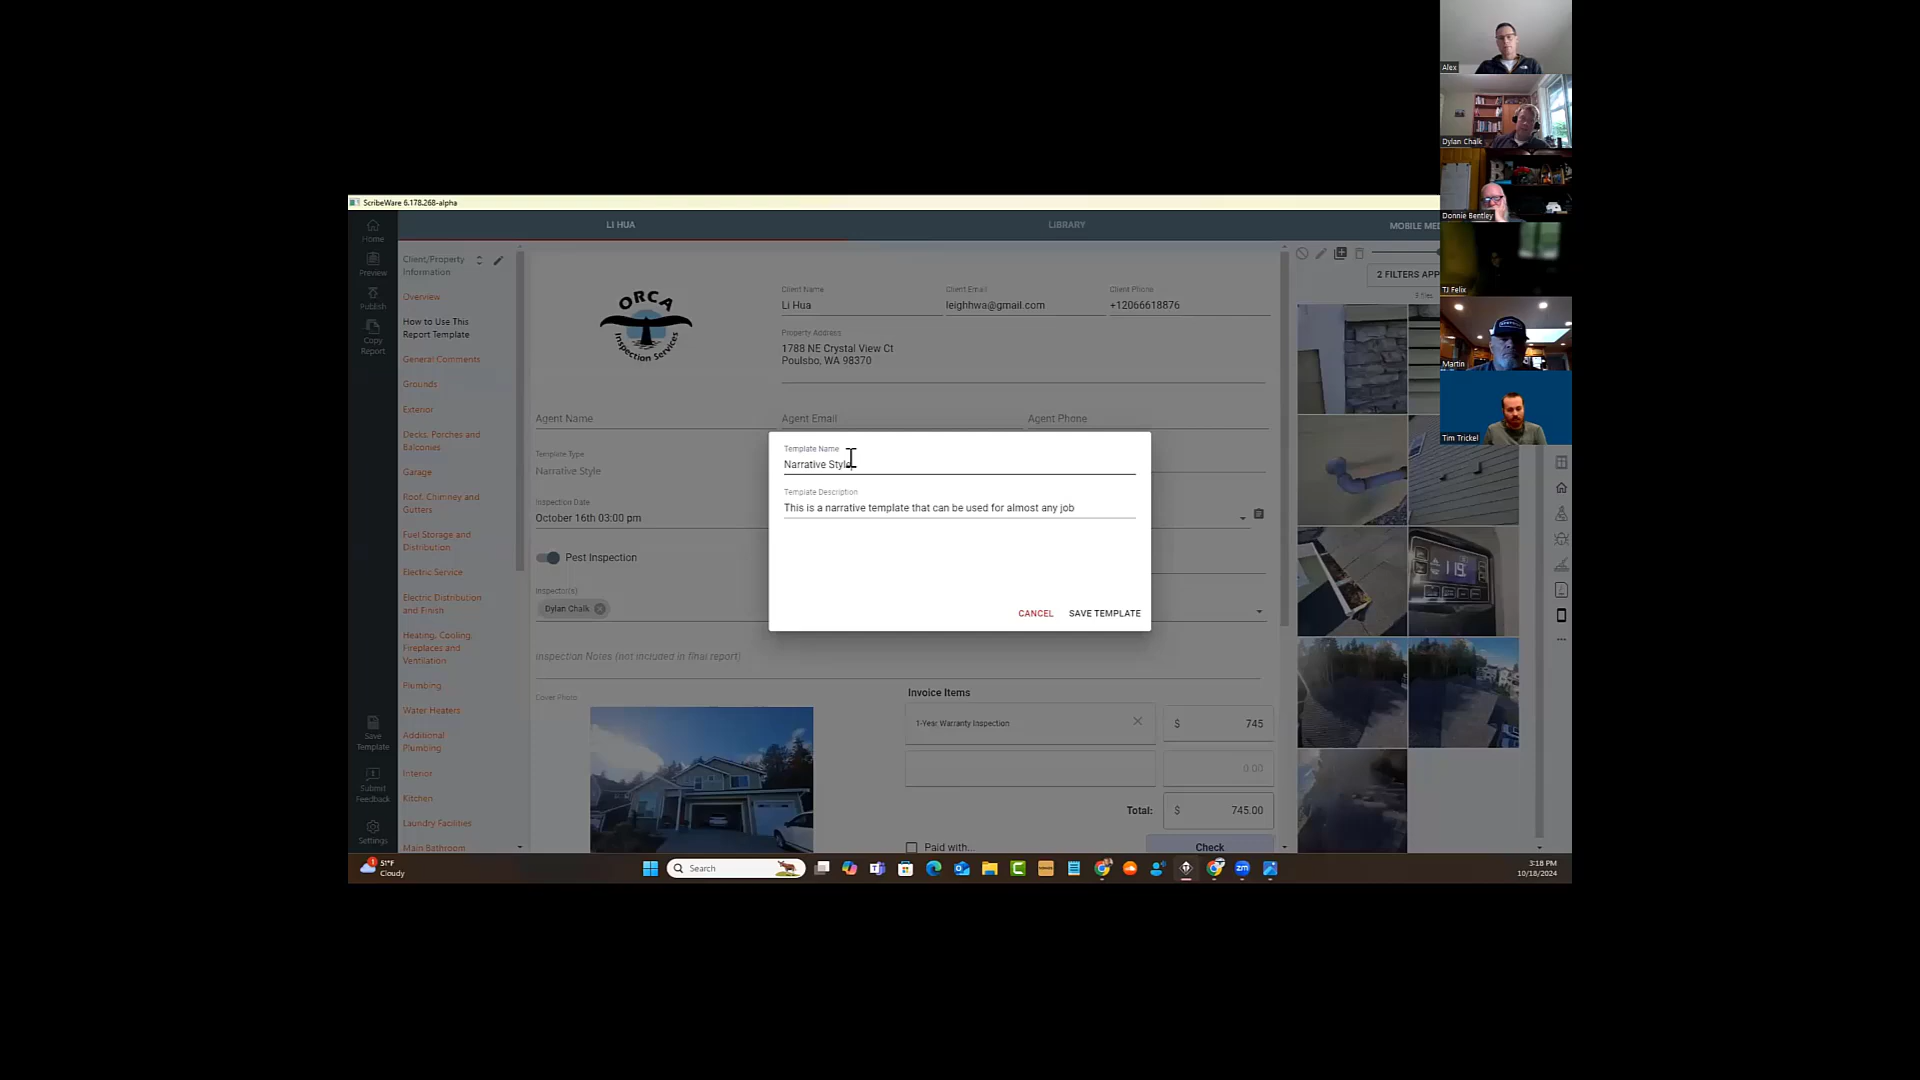 Alex
Dylan Chalk
Donnie Bentley
TJ Felix
Martin
Tim Trickel
ScribeWare 6.178.268-alpha
LI HUA
LIBRARY
MOBILE MED
Home
Preview
Publish
Copy
Report
Save
Template
Submit
Feedback
Settings
Client/Property
Information
Overview
How to Use This
Report Template
General Comments
Grounds
Exterior
Decks, Porches and
Balconies
Garage
Roof, Chimney and
Gutters
Fuel Storage and
Distribution
Electric Service
Electric Distribution
and Finish
Heating, Cooling,
Fireplaces and
Ventilation
Plumbing
Water Heaters
Additional
Plumbing
Interior
Kitchen
Laundry Facilities
Main Bathroom
ORCA
Inspection Services
Client Name
Li Hua
Client Email
leighhwa@gmail.com
Client Phone
+12066618876
Property Address
1788 NE Crystal View Ct
Poulsbo, WA 98370
Agent Name
Agent Email
Agent Phone
Template Type
Narrative Style
Inspection Date
October 16th 03:00 pm
Pest Inspection
Inspector(s)
Dylan Chalk
Inspection Notes (not included in final report)
Cover Photo
Template Name
Narrative Style
Template Description
This is a narrative template that can be used for almost any job
CANCEL
SAVE TEMPLATE
Invoice Items
1-Year Warranty Inspection
$ 745
0.00
Total:
$ 745.00
Paid with...
Check
2 FILTERS APP
9 files
119
51°F
Cloudy
Search
3:18 PM
10/18/2024